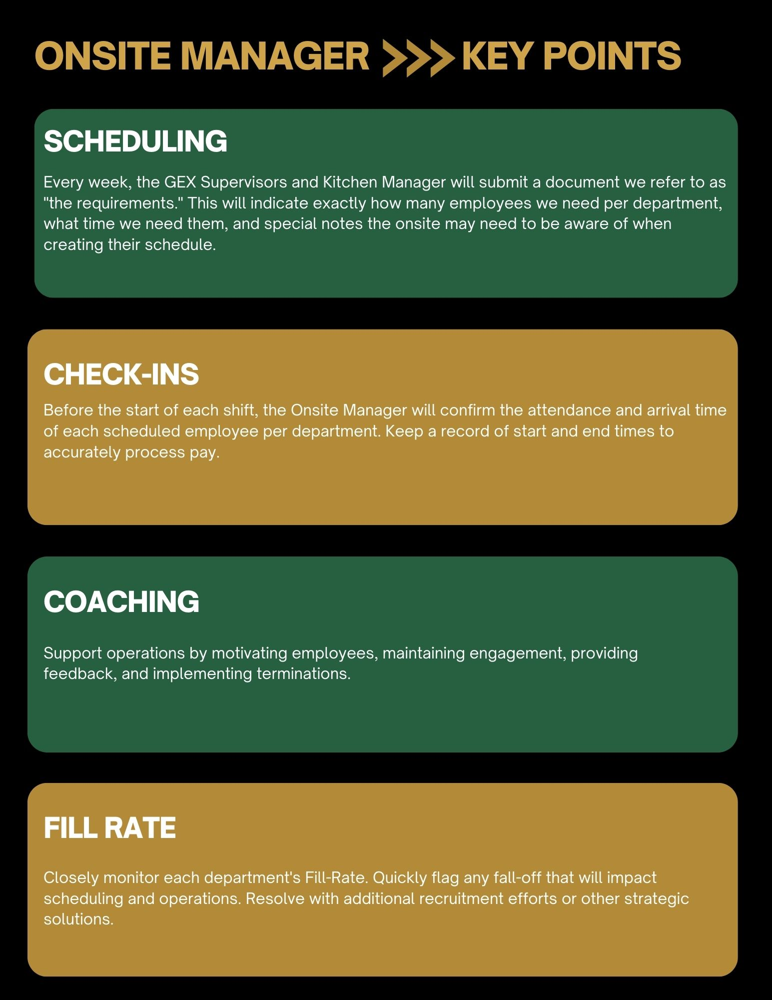 ONSITE MANAGER >>> KEY POINTS
SCHEDULING
Every week, the GEX Supervisors and Kitchen Manager will submit a document we refer to as
"the requirements." This will indicate exactly how many employees we need per department,
what time we need them, and special notes the onsite may need to be aware of when
creating their schedule.
CHECK-INS
Before the start of each shift, the Onsite Manager will confirm the attendance and arrival time
of each scheduled employee per department. Keep a record of start and end times to
accurately process pay.
COACHING
Support operations by motivating employees, maintaining engagement, providing
feedback, and implementing terminations.
FILL RATE
Closely monitor each department's Fill-Rate. Quickly flag any fall-off that will impact
scheduling and operations. Resolve with additional recruitment efforts or other strategic
solutions.